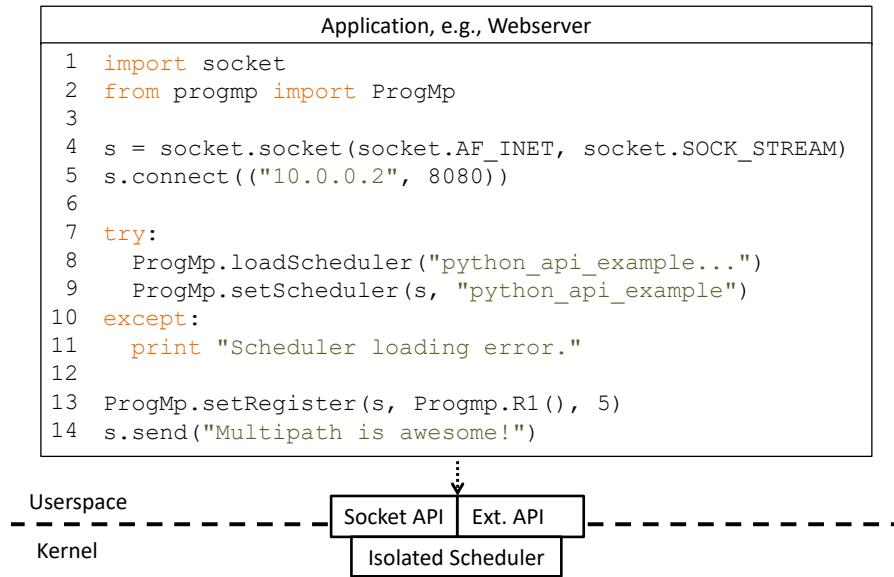 Application, e.g., Webserver
1 import socket
2 from progmp import ProgMp
3
4 s = socket.socket(socket.AF_INET, socket.SOCK_STREAM)
5 s.connect(("10.0.0.2", 8080))
6
7 try:
8   ProgMp.loadScheduler("python_api_example...")
9   ProgMp.setScheduler(s, "python_api_example")
10 except:
11   print "Scheduler loading error."
12
13 ProgMp.setRegister(s, Progmp.R1(), 5)
14 s.send("Multipath is awesome!")
Userspace
Socket API Ext. API
Kernel
Isolated Scheduler